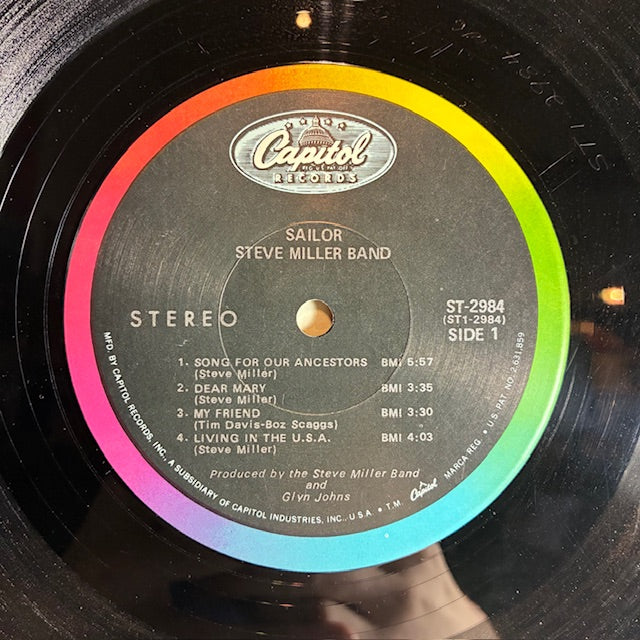 Capitol
REG. U.S. PAT. OFF.
RECORDS
SAILOR
STEVE MILLER BAND
STEREO
ST-2984
(ST1-2984)
SIDE 1
1. SONG FOR OUR ANCESTORS BMI 5:57
(Steve Miller)
2. DEAR MARY BMI 3:35
(Steve Miller)
3. MY FRIEND BMI 3:30
(Tim Davis-Boz Scaggs)
4. LIVING IN THE U.S.A. BMI 4:03
(Steve Miller)
Produced by the Steve Miller Band
and
Glyn Johns
MFD. BY CAPITOL RECORDS, INC., A SUBSIDIARY OF CAPITOL INDUSTRIES, INC., U.S.A. • T.M. Capitol MARCA REG. • U.S. PAT. NO. 2,631,859